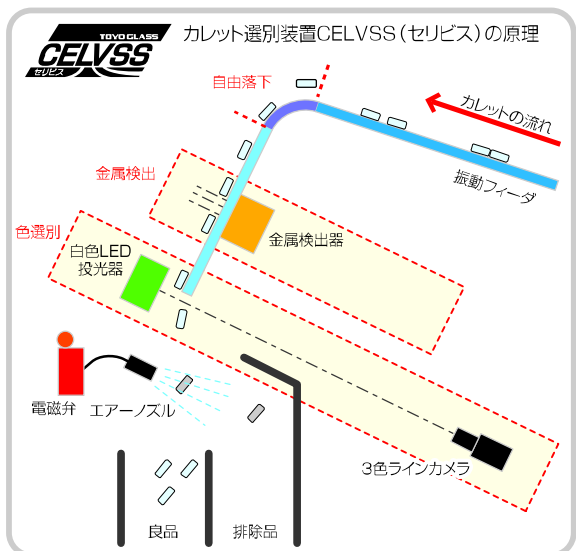 TOYO GLASS
CELVSS
セリビス
カレット選別装置CELVSS(セリビス)の原理
自由落下
カレットの流れ
振動フィーダ
金属検出
金属検出器
色選別
白色LED
投光器
電磁弁
エアーノズル
3色ラインカメラ
良品
排除品